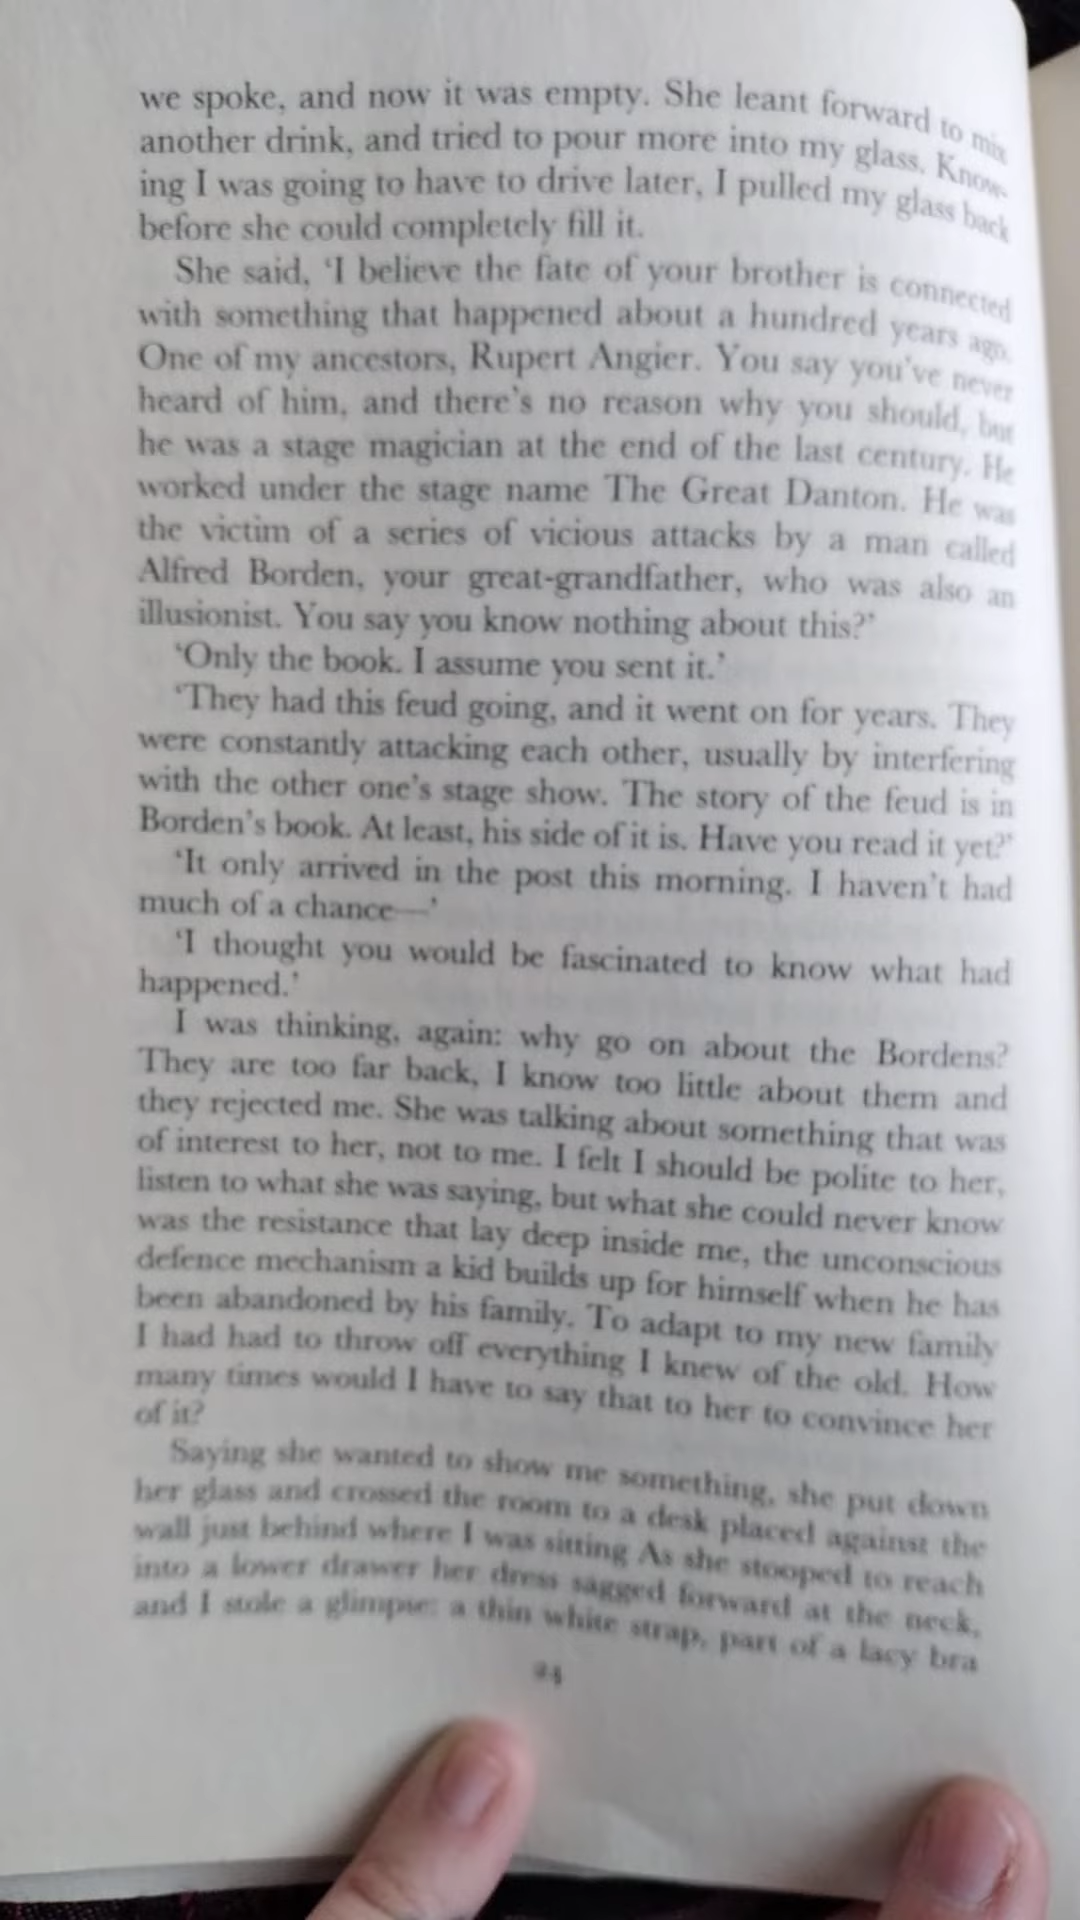 we spoke, and now it was empty. She leant forward to mix
another drink, and tried to pour more into my glass. Know-
ing I was going to have to drive later, I pulled my glass back
before she could completely fill it.
She said, ‘I believe the fate of your brother is connected
with something that happened about a hundred years ago.
One of my ancestors, Rupert Angier. You say you’ve never
heard of him, and there’s no reason why you should, but
he was a stage magician at the end of the last century. He
worked under the stage name The Great Danton. He was
the victim of a series of vicious attacks by a man called
Alfred Borden, your great-grandfather, who was also an
illusionist. You say you know nothing about this?’
‘Only the book. I assume you sent it.’
‘They had this feud going, and it went on for years. They
were constantly attacking each other, usually by interfering
with the other one’s stage show. The story of the feud is in
Borden’s book. At least, his side of it is. Have you read it yet?’
‘It only arrived in the post this morning. I haven’t had
much of a chance—’
‘I thought you would be fascinated to know what had
happened.’
I was thinking, again: why go on about the Bordens?
They are too far back, I know too little about them and
they rejected me. She was talking about something that was
of interest to her, not to me. I felt I should be polite to her,
listen to what she was saying, but what she could never know
was the resistance that lay deep inside me, the unconscious
defence mechanism a kid builds up for himself when he has
been abandoned by his family. To adapt to my new family
I had had to throw off everything I knew of the old. How
many times would I have to say that to her to convince her
of it?
Saying she wanted to show me something, she put down
her glass and crossed the room to a desk placed against the
wall just behind where I was sitting As she stooped to reach
into a lower drawer her dress sagged forward at the neck,
and I stole a glimpse: a thin white strap, part of a lacy bra
24